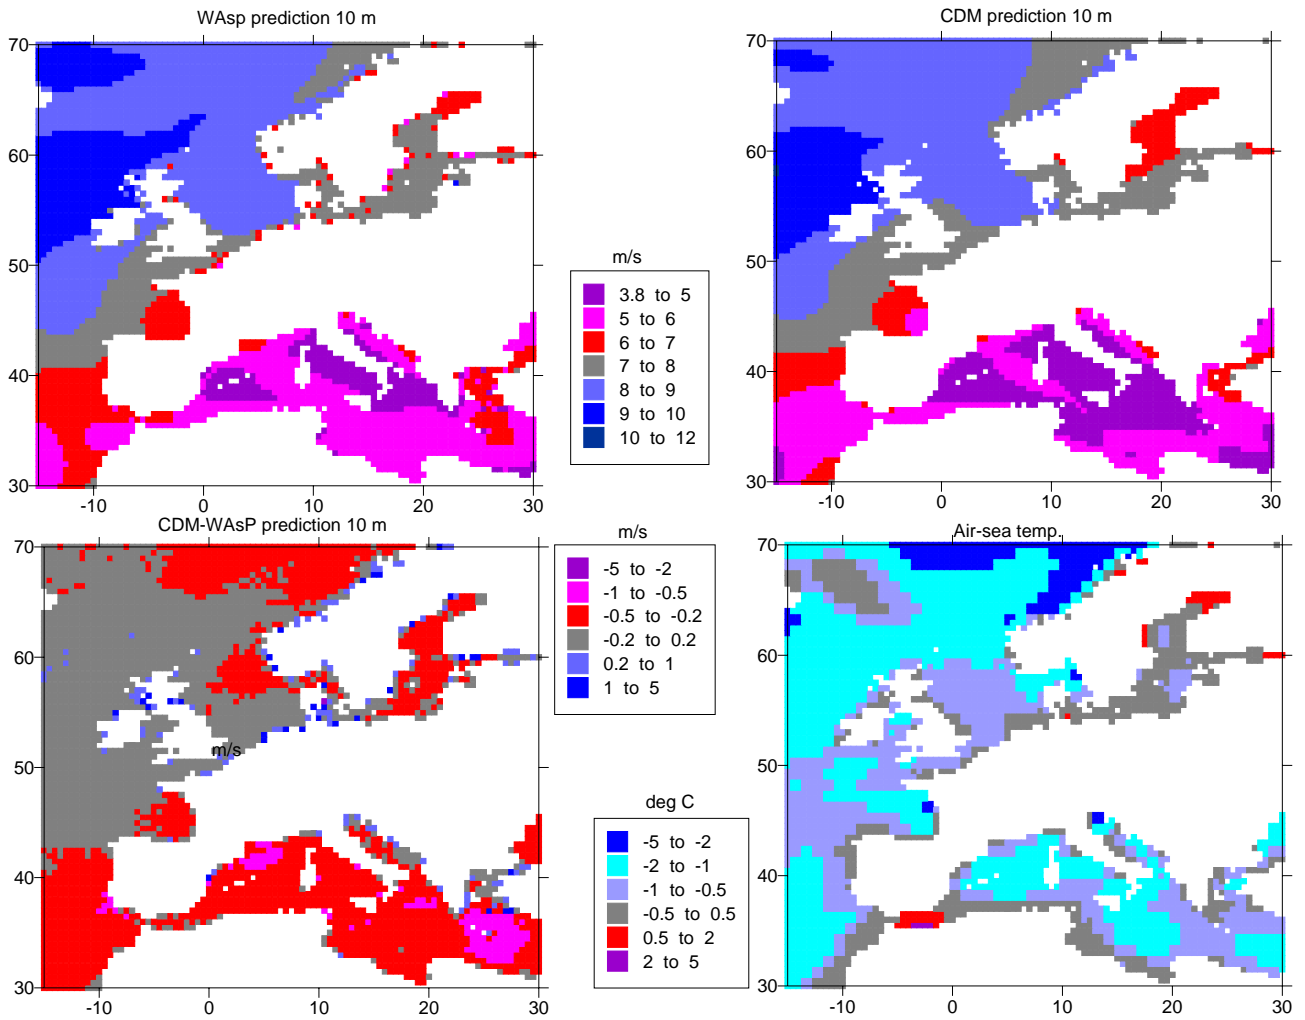 WAsp prediction 10 m
70
60
50
40
30
-10 0 10 20 30
CDM prediction 10 m
70
60
50
40
30
-10 0 10 20 30
m/s
3.8 to 5
5 to 6
6 to 7
7 to 8
8 to 9
9 to 10
10 to 12
CDM-WAsP prediction 10 m
70
60
50
40
30
-10 0 10 20 30
m/s
m/s
-5 to -2
-1 to -0.5
-0.5 to -0.2
-0.2 to 0.2
0.2 to 1
1 to 5
deg C
-5 to -2
-2 to -1
-1 to -0.5
-0.5 to 0.5
0.5 to 2
2 to 5
Air-sea temp.
70
60
50
40
30
-10 0 10 20 30